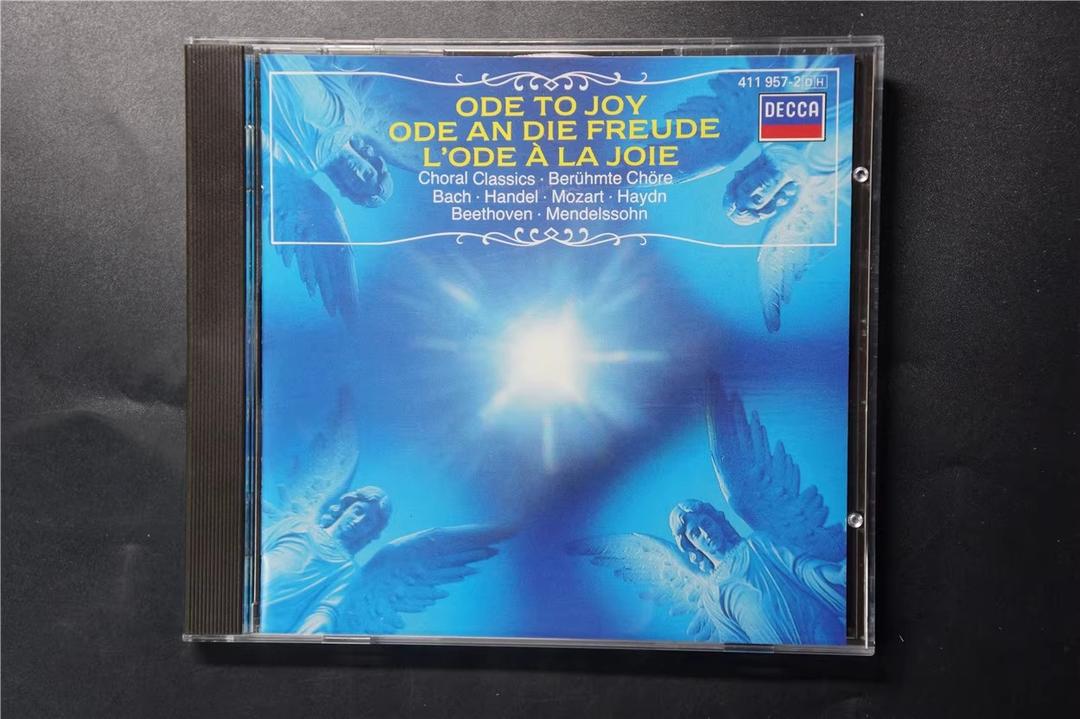 411 957-2 DH
DECCA
ODE TO JOY
ODE AN DIE FREUDE
L'ODE À LA JOIE
Choral Classics · Berühmte Chöre
Bach · Handel · Mozart · Haydn
Beethoven · Mendelssohn